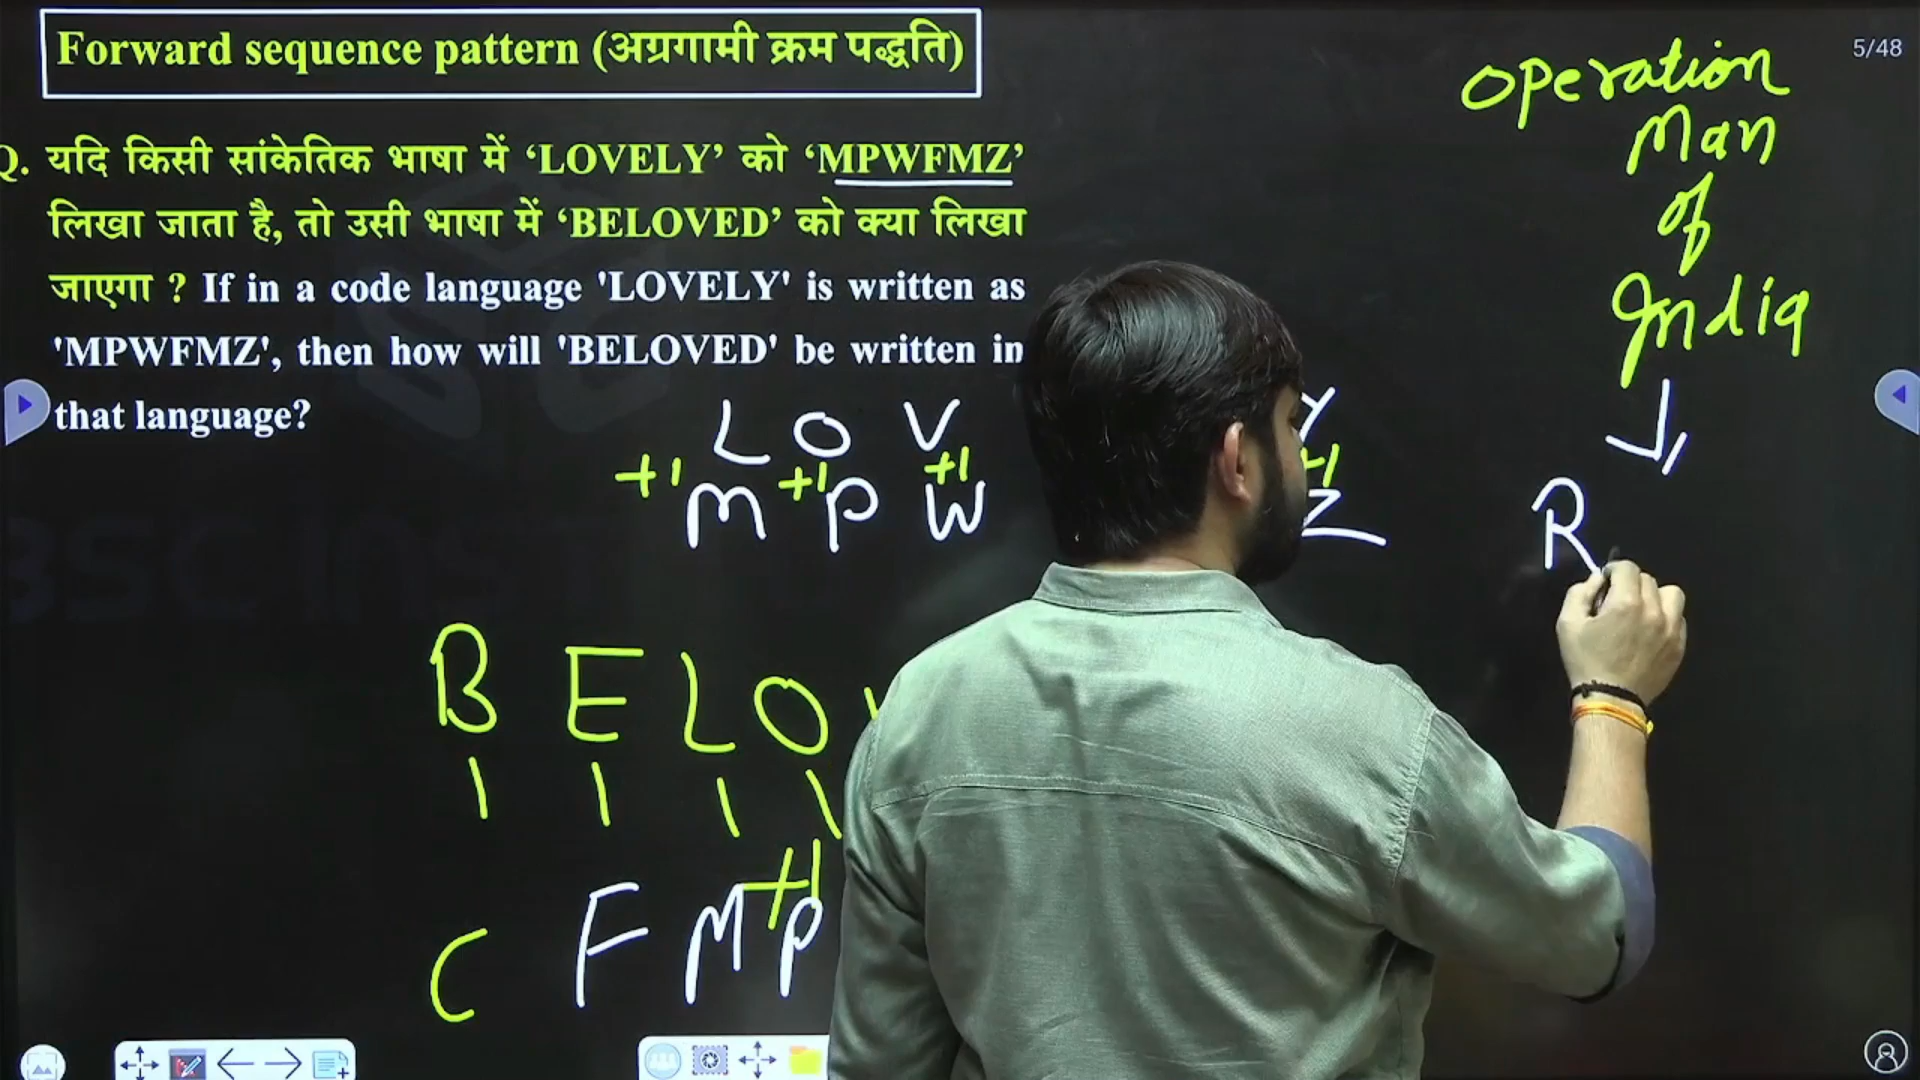 Forward sequence pattern (अग्रगामी क्रम पद्धति)
5/48
Q. यदि किसी सांकेतिक भाषा में ‘LOVELY’ को ‘MPWFMZ’
लिखा जाता है, तो उसी भाषा में ‘BELOVED’ को क्या लिखा
जाएगा ? If in a code language 'LOVELY' is written as
'MPWFMZ', then how will 'BELOVED' be written in
that language?
Operation
Man
of
India
L O V Y
+1 +1 +1 +1
M P W Z
R
B E L O
+1
C F M P